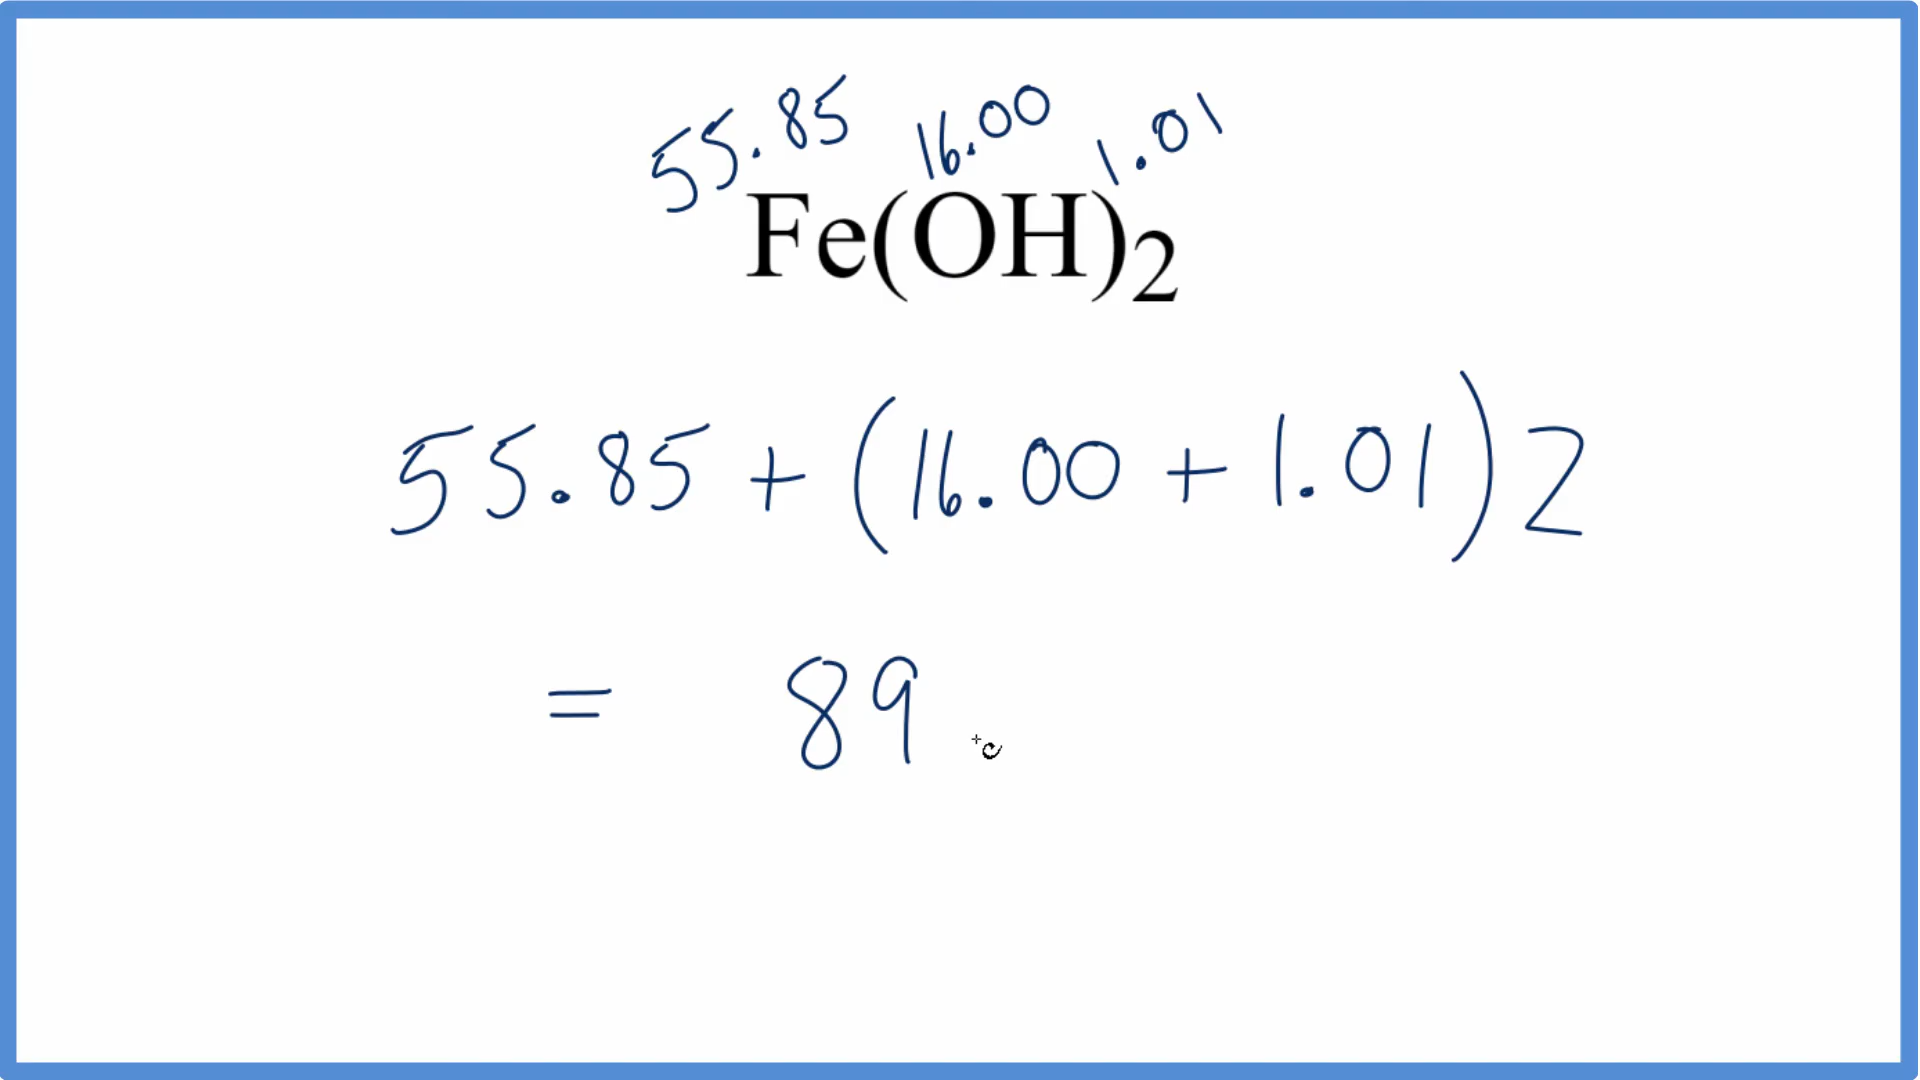 55.85 16.00 1.01
Fe(OH)2
55.85 + (16.00 + 1.01)2
= 89